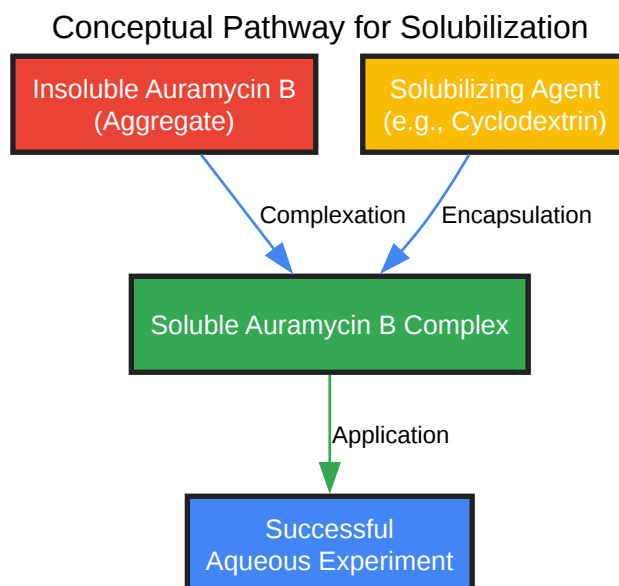 Conceptual Pathway for Solubilization
Insoluble Auramycin B
(Aggregate)
Solubilizing Agent
(e.g., Cyclodextrin)
Complexation
Encapsulation
Soluble Auramycin B Complex
Application
Successful
Aqueous Experiment